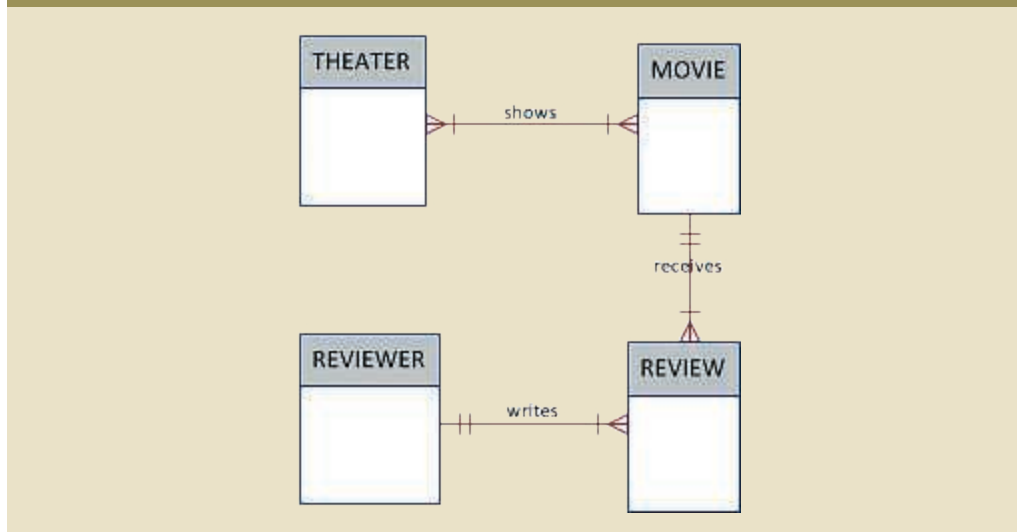 THEATER
MOVIE
shows
receives
REVIEWER
REVIEW
writes